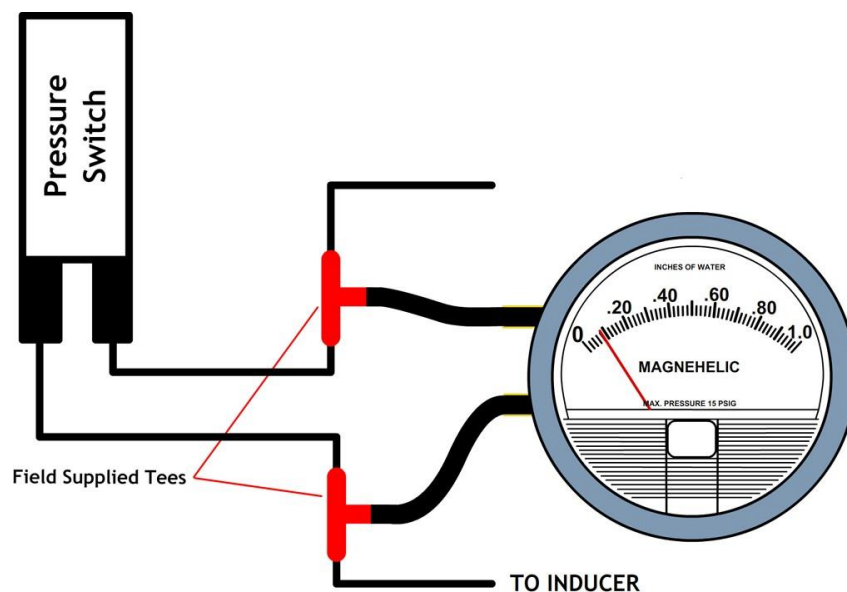 Pressure
Switch
INCHES OF WATER
0 .20 .40 .60 .80 1.0
MAGNEHELIC
MAX. PRESSURE 15 PSIG
Field Supplied Tees
TO INDUCER